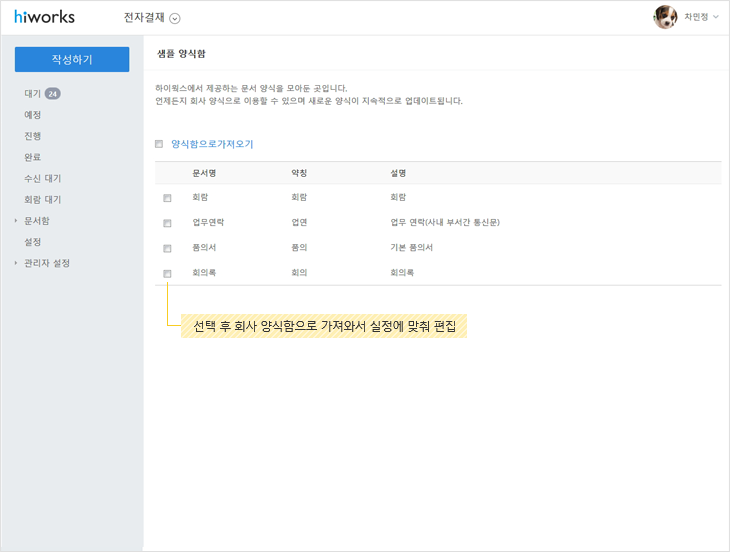 hiworks
전자결재
차민정
작성하기
대기 24
예정
진행
완료
수신 대기
회람 대기
문서함
설정
관리자 설정
샘플 양식함
하이웍스에서 제공하는 문서 양식을 모아둔 곳입니다.
언제든지 회사 양식으로 이용할 수 있으며 새로운 양식이 지속적으로 업데이트됩니다.
양식함으로가져오기
문서명 약칭 설명
회람 회람 회람
업무연락 업연 업무 연락(사내 부서간 통신문)
품의서 품의 기본 품의서
회의록 회의 회의록
선택 후 회사 양식함으로 가져와서 실정에 맞춰 편집